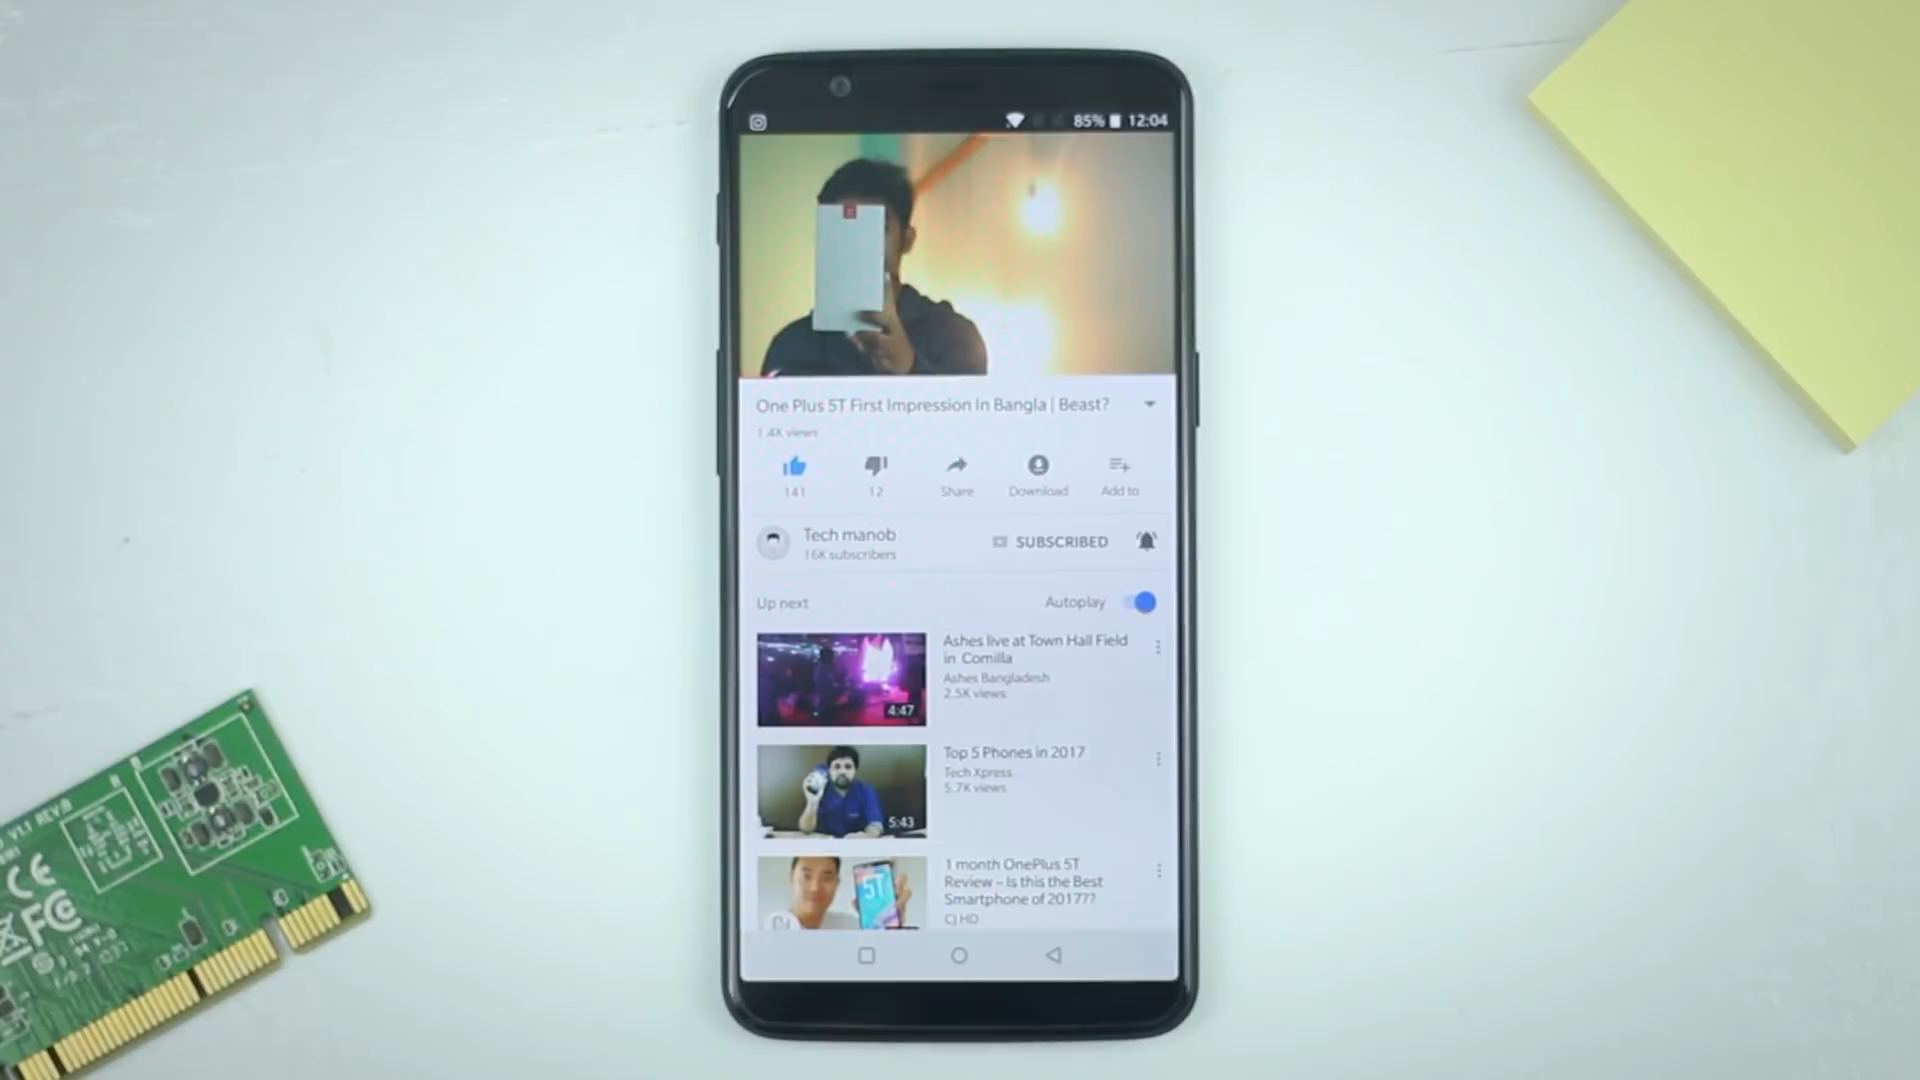 85% 12:04
One Plus 5T First Impression In Bangla | Beast?
1.4K views
141 12 Share Download Add to
Tech manob
16K subscribers
SUBSCRIBED
Up next Autoplay
Ashes live at Town Hall Field
in Comilla
Ashes Bangladesh
2.5K views
4:47
Top 5 Phones in 2017
Tech Xpress
5.7K views
5:43
1 month OnePlus 5T
Review – Is this the Best
Smartphone of 2017??
CJ HD
5T
V1.1 REV.B
CE
FC